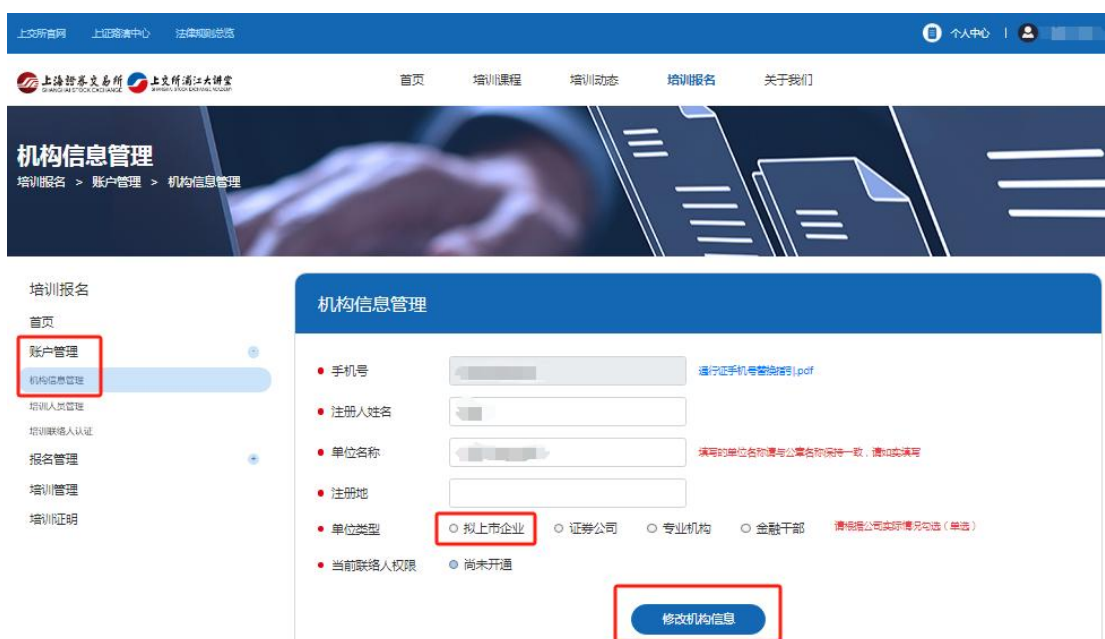 上交所官网 上证路演中心 法律规则总览 个人中心
上海證券交易所 上交所浦江大講堂
SHANGHAI STOCK EXCHANGE
首页 培训课程 培训动态 培训报名 关于我们
机构信息管理
培训报名 > 账户管理 > 机构信息管理
培训报名
首页
账户管理
机构信息管理
培训人员管理
培训联络人认证
报名管理
培训管理
培训证明
机构信息管理
手机号 通行证手机号替换指引.pdf
注册人姓名
单位名称 填写的单位名称请与公章名称保持一致，请如实填写
注册地
单位类型 拟上市企业 证券公司 专业机构 金融干部 请根据公司实际情况勾选（单选）
当前联络人权限 尚未开通
修改机构信息